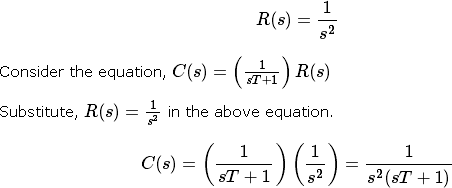 $R(s) = \frac{1}{s^2}$
Consider the equation, $C(s) = \left(\frac{1}{sT+1}\right) R(s)$
Substitute, $R(s) = \frac{1}{s^2}$ in the above equation.
$C(s) = \left(\frac{1}{sT+1}\right)\left(\frac{1}{s^2}\right) = \frac{1}{s^2(sT+1)}$